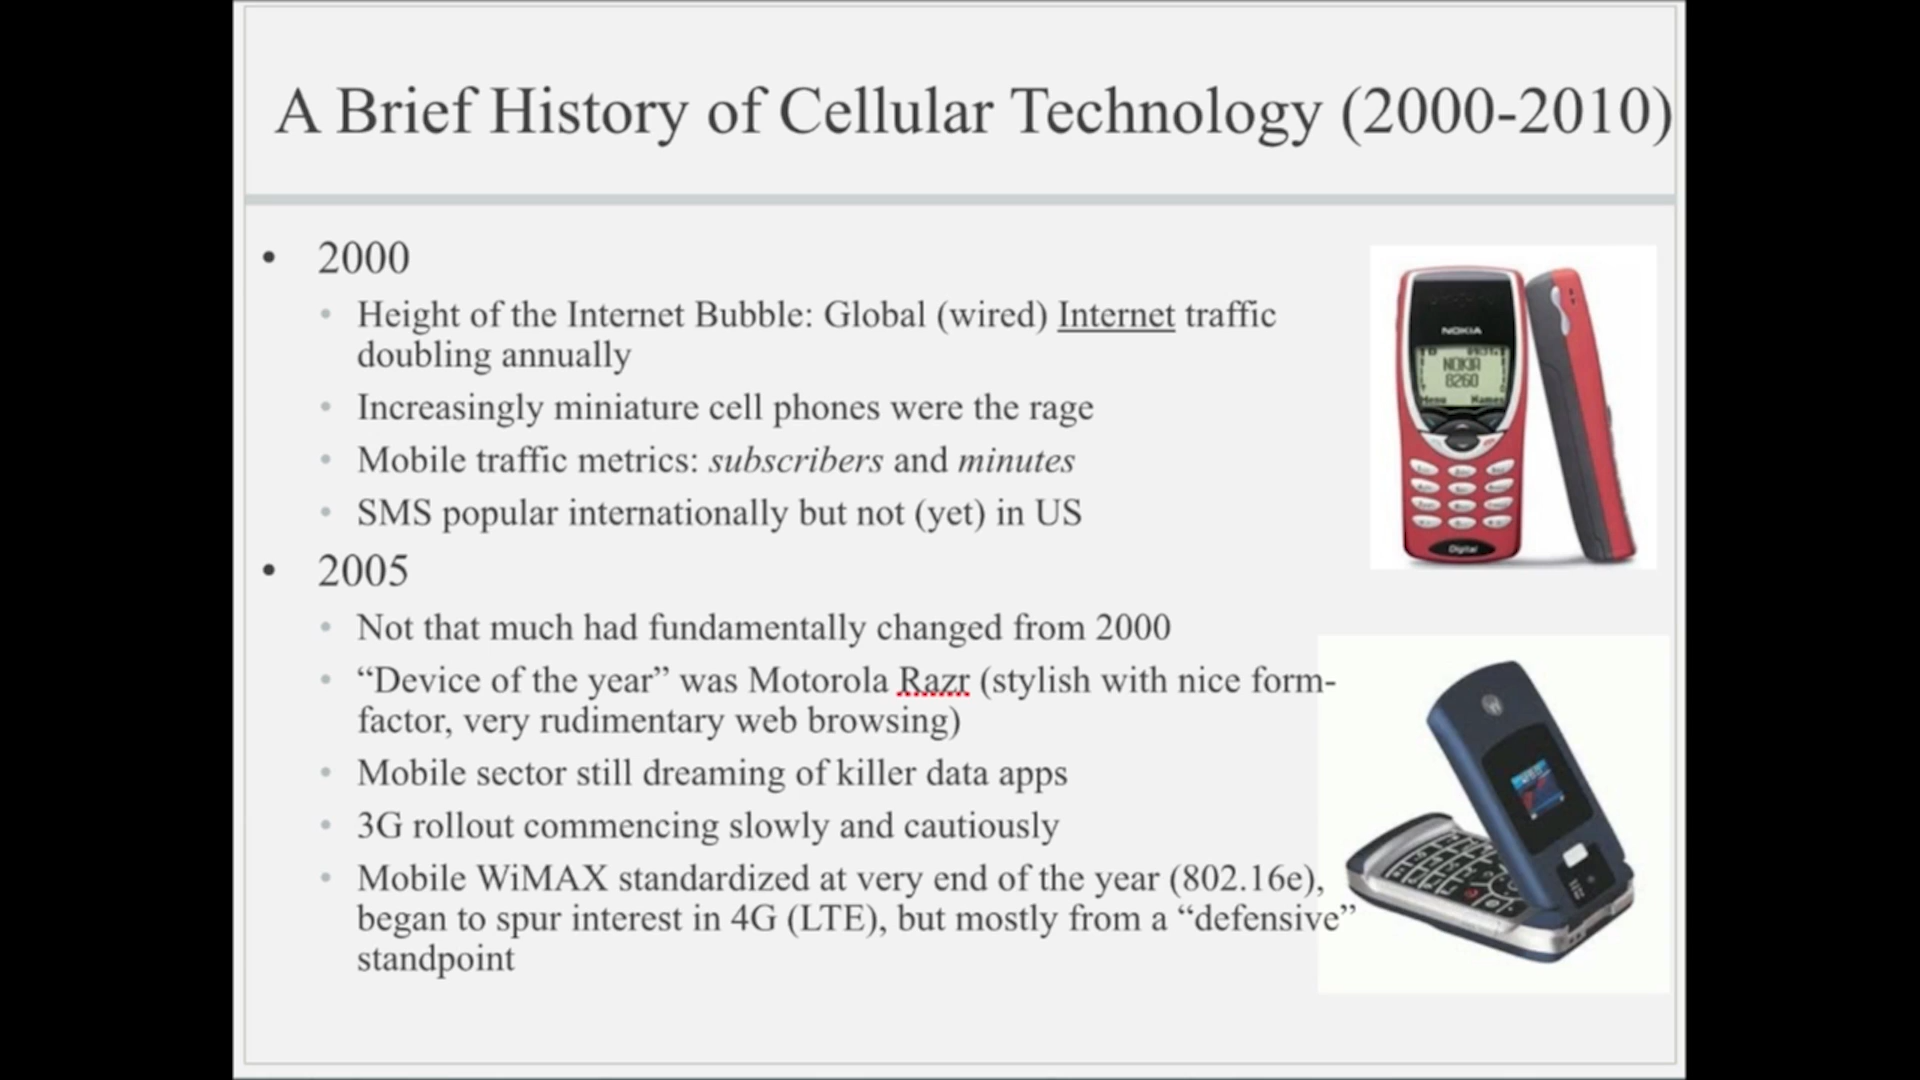 A Brief History of Cellular Technology (2000-2010)
• 2000
• Height of the Internet Bubble: Global (wired) Internet traffic
doubling annually
• Increasingly miniature cell phones were the rage
• Mobile traffic metrics: subscribers and minutes
• SMS popular internationally but not (yet) in US
• 2005
• Not that much had fundamentally changed from 2000
• “Device of the year” was Motorola Razr (stylish with nice form-
factor, very rudimentary web browsing)
• Mobile sector still dreaming of killer data apps
• 3G rollout commencing slowly and cautiously
• Mobile WiMAX standardized at very end of the year (802.16e),
began to spur interest in 4G (LTE), but mostly from a “defensive”
standpoint
NOKIA
NOKIA
8260
Menu Names
Digital